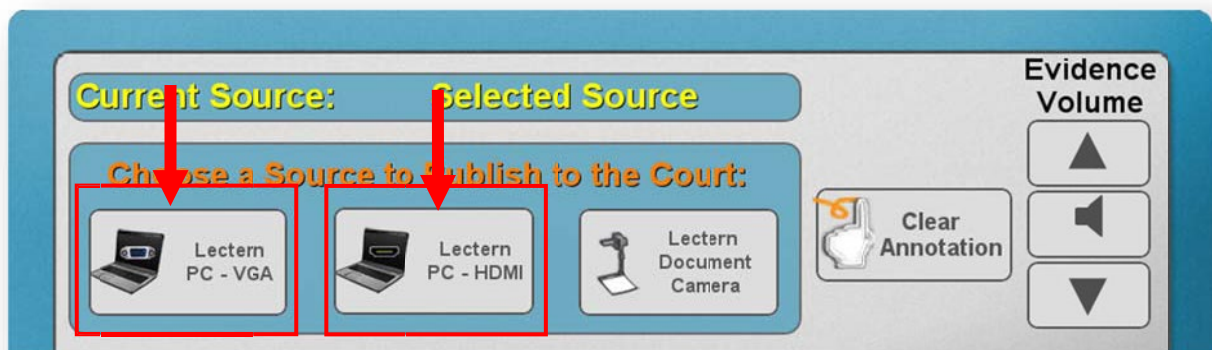 Current Source: Selected Source
Choose a Source to Publish to the Court:
Lectern
PC - VGA
Lectern
PC - HDMI
Lectern
Document
Camera
Clear
Annotation
Evidence
Volume